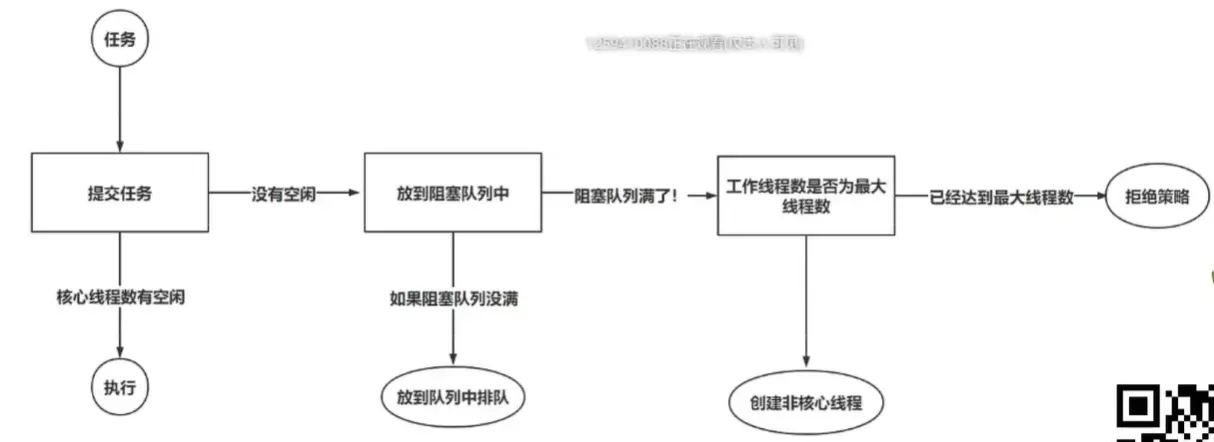 任务
提交任务
没有空闲
放到阻塞队列中
阻塞队列满了!
工作线程数是否为最大
线程数
已经达到最大线程数
拒绝策略
核心线程数有空闲
如果阻塞队列没满
执行
放到队列中排队
创建非核心线程